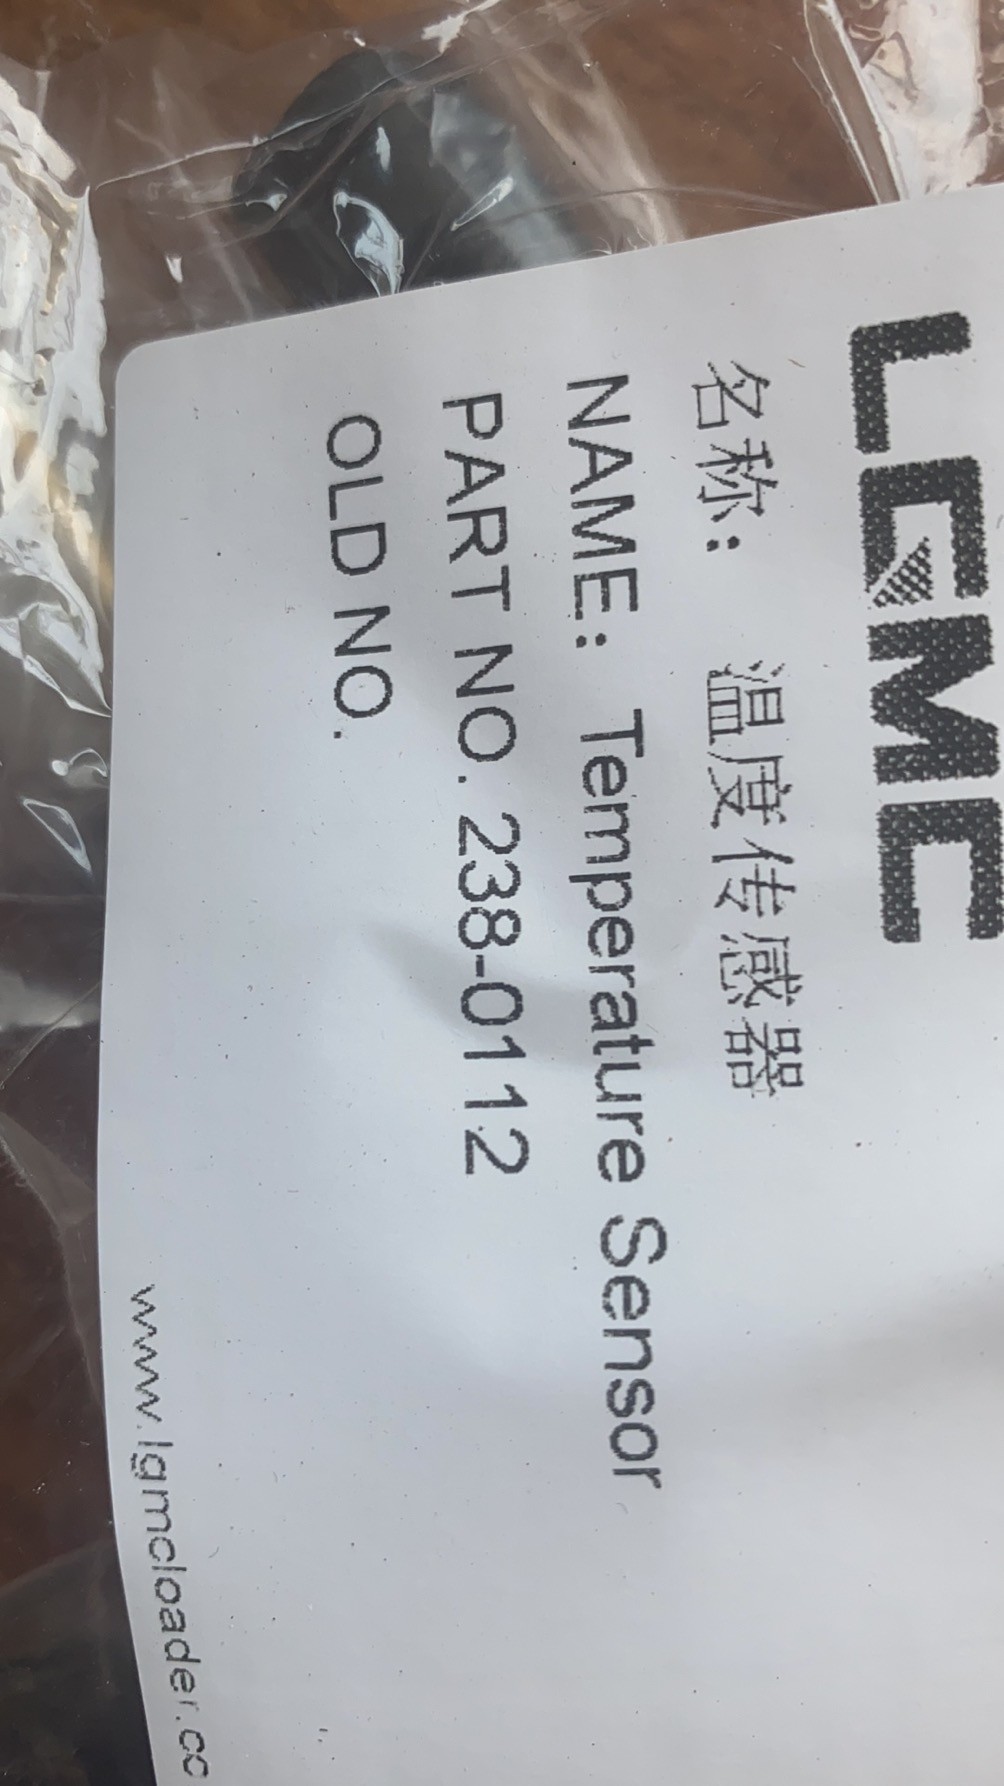 LGMC
名称： 温度传感器
NAME: Temperature Sensor
PART NO. 238-0112
OLD NO.
www.lgmcloader.co